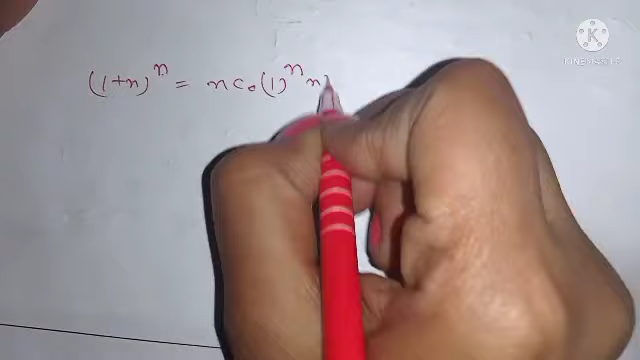 (1+n)^n = nc₀(1)^n n
KINEMASTER